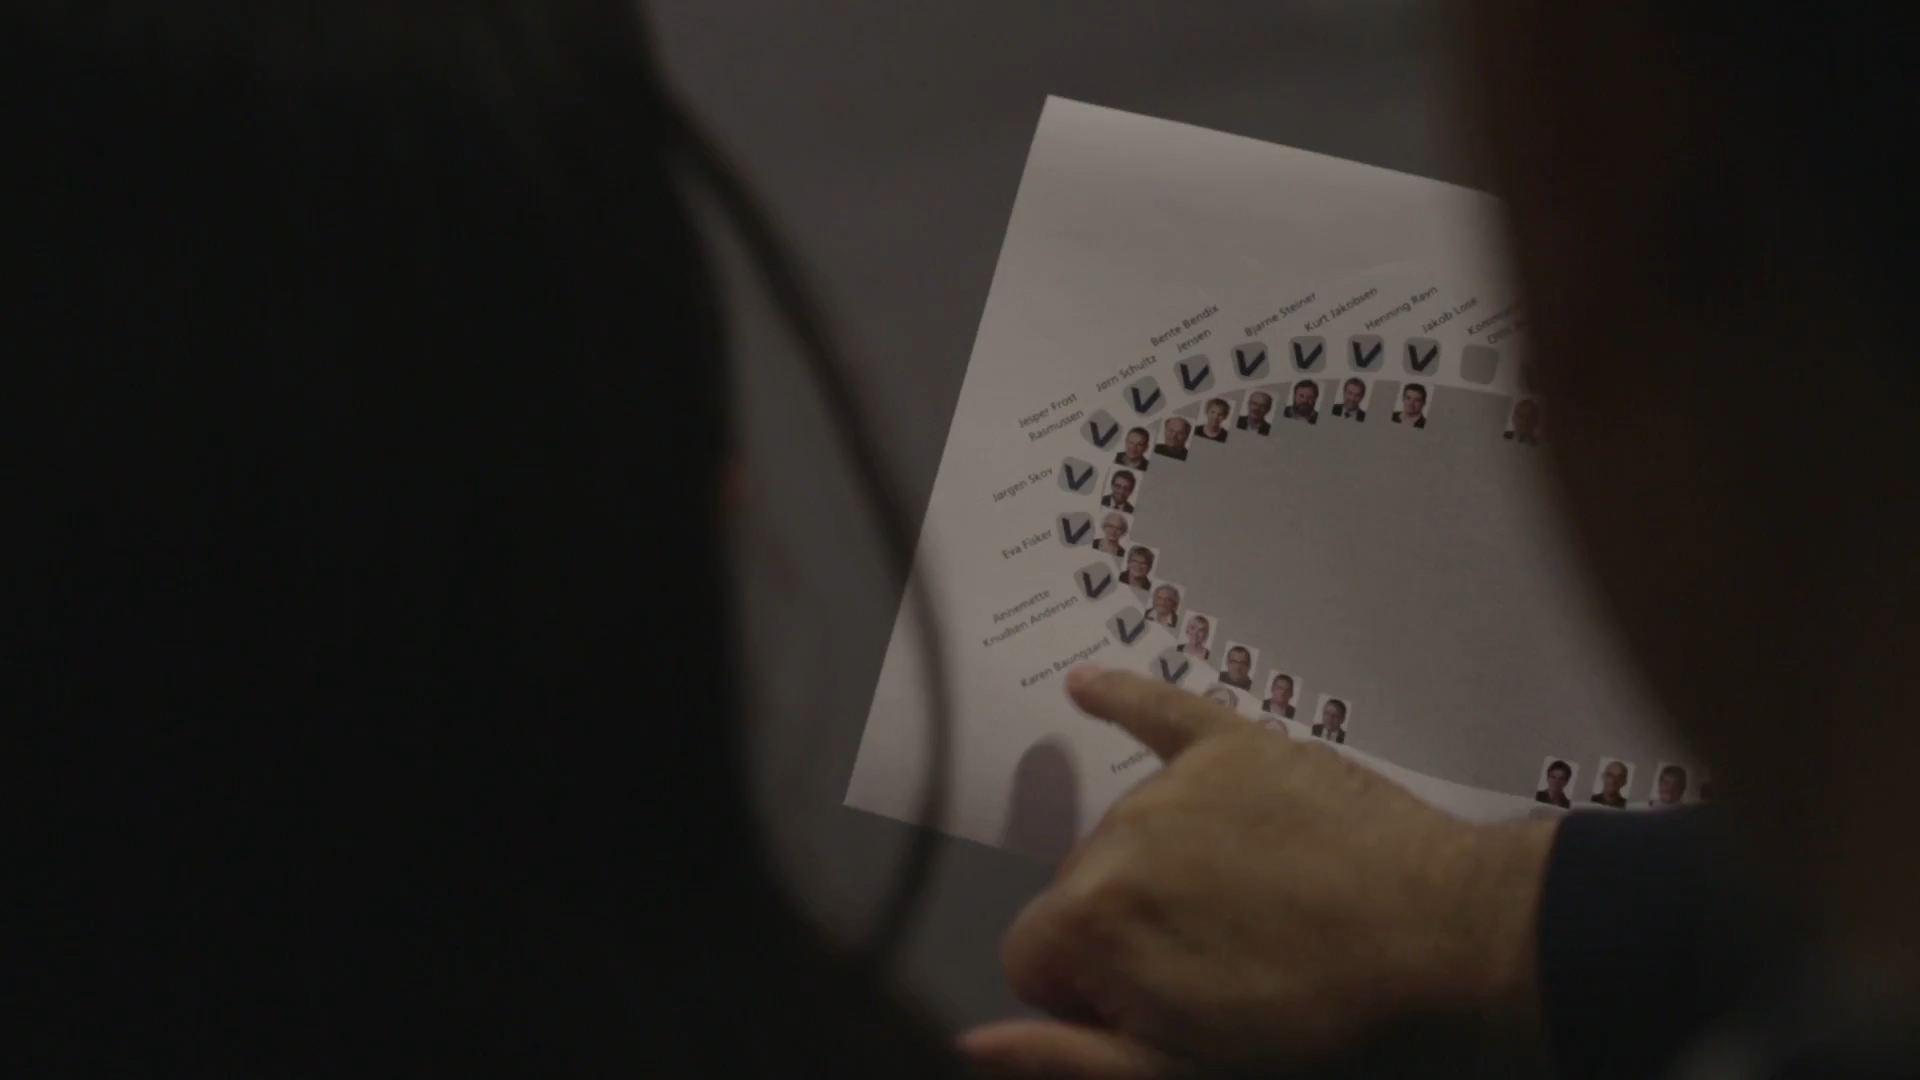 Bente Bendix
Jensen
Bjarne Steiner
Kurt Jakobsen
Henning Ravn
Jakob Lose
Jørn Schultz
Jesper Frost
Rasmussen
Jørgen Skov
Eva Fisker
Annemette
Knudsen Andersen
Karen Baungaard